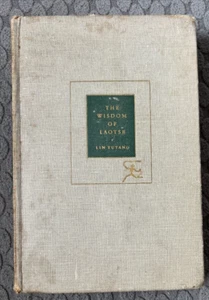 THE
WISDOM
OF
LAOTSE
LIN YUTANG